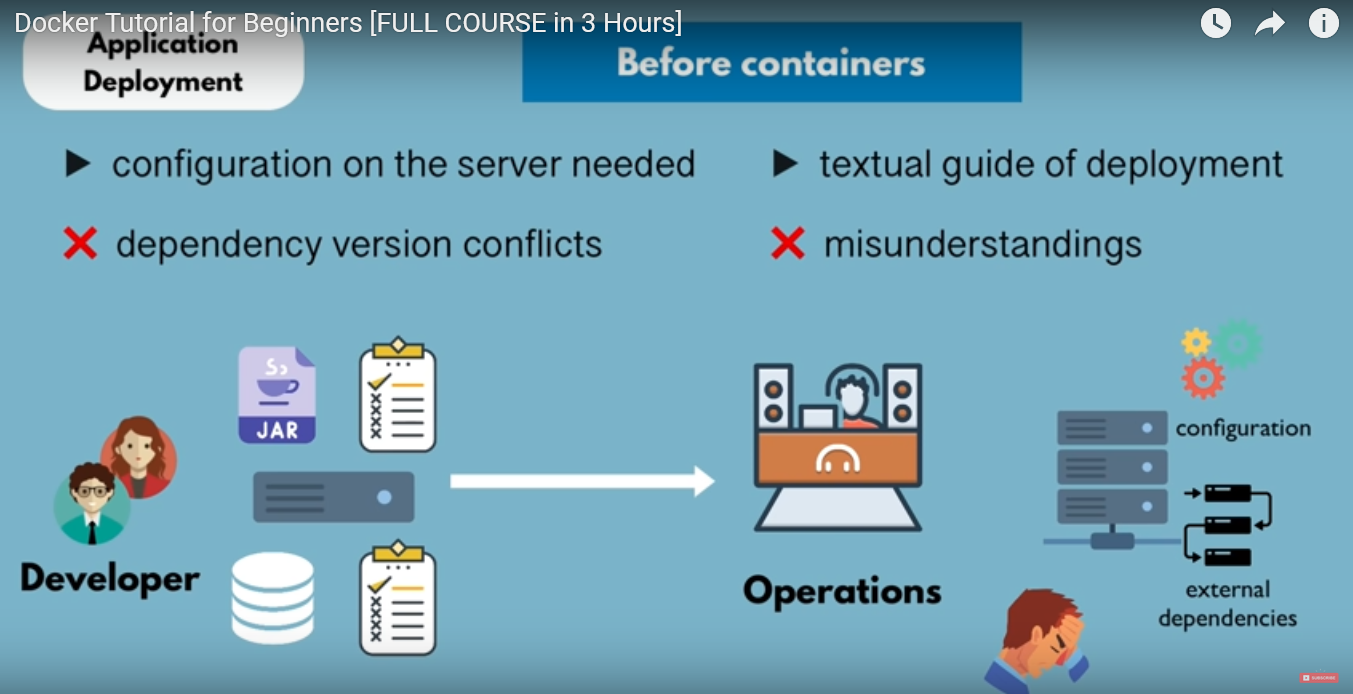 Docker Tutorial for Beginners [FULL COURSE in 3 Hours]
Application
Deployment
Before containers
configuration on the server needed
textual guide of deployment
dependency version conflicts
misunderstandings
JAR
configuration
Developer
Operations
external
dependencies
SUBSCRIBE